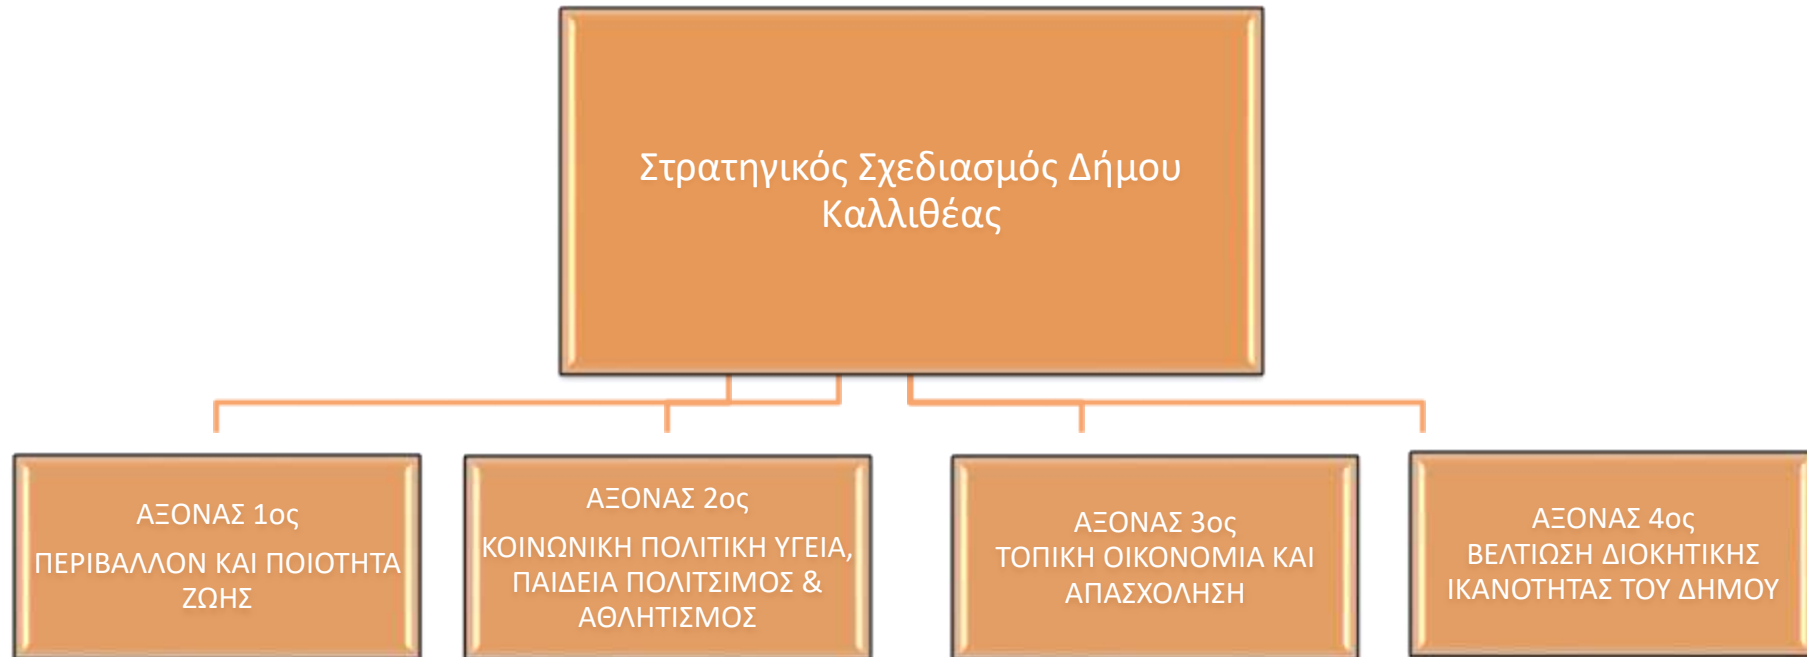 Στρατηγικός Σχεδιασμός Δήμου
Καλλιθέας
ΑΞΟΝΑΣ 1ος
ΠΕΡΙΒΑΛΛΟΝ ΚΑΙ ΠΟΙΟΤΗΤΑ
ΖΩΗΣ
ΑΞΟΝΑΣ 2ος
ΚΟΙΝΩΝΙΚΗ ΠΟΛΙΤΙΚΗ ΥΓΕΙΑ,
ΠΑΙΔΕΙΑ ΠΟΛΙΤΣΙΜΟΣ &
ΑΘΛΗΤΙΣΜΟΣ
ΑΞΟΝΑΣ 3ος
ΤΟΠΙΚΗ ΟΙΚΟΝΟΜΙΑ ΚΑΙ
ΑΠΑΣΧΟΛΗΣΗ
ΑΞΟΝΑΣ 4ος
ΒΕΛΤΙΩΣΗ ΔΙΟΚΗΤΙΚΗΣ
ΙΚΑΝΟΤΗΤΑΣ ΤΟΥ ΔΗΜΟΥ